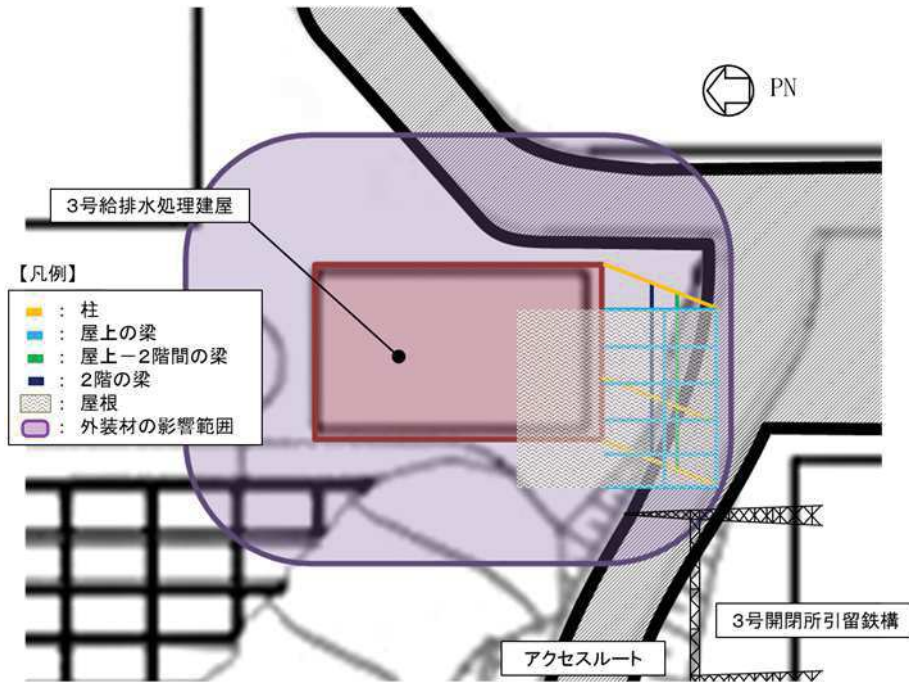 PN
3号給排水処理建屋
【凡例】
: 柱
: 屋上の梁
: 屋上－2階間の梁
: 2階の梁
: 屋根
: 外装材の影響範囲
3号開閉所引留鉄構
アクセスルート